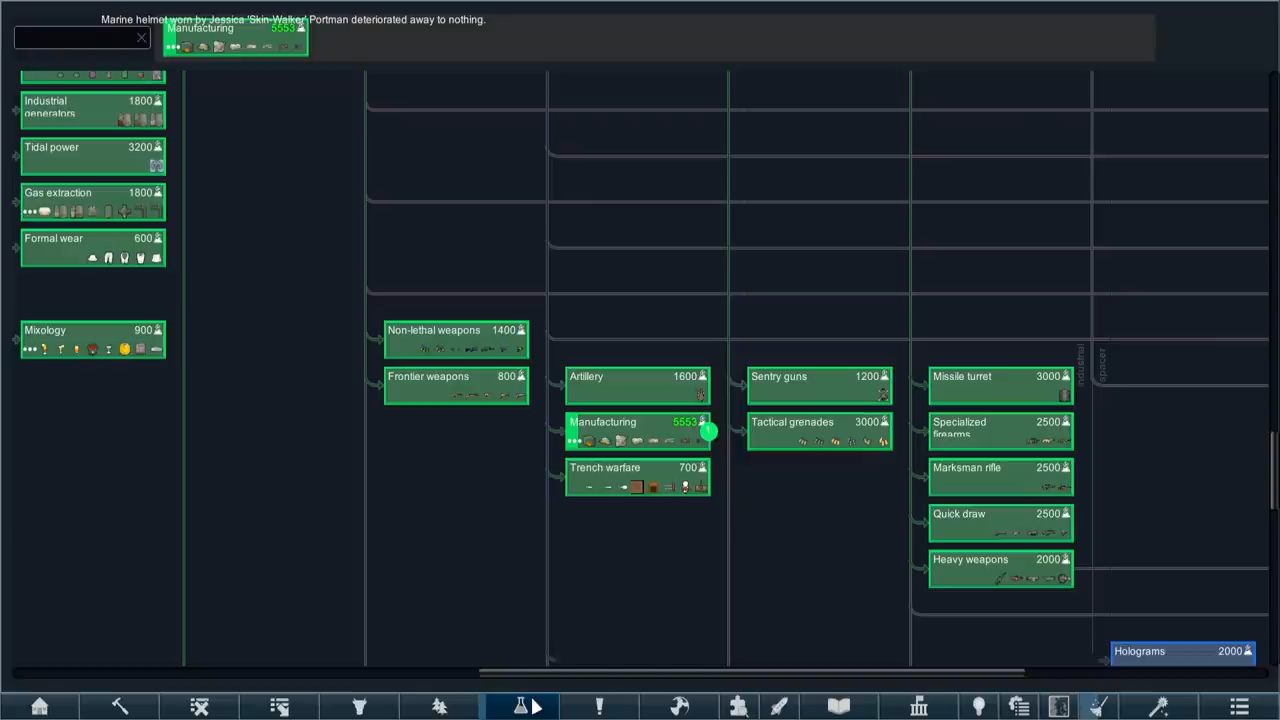 Marine helmet worn by Jessica 'Skin-Walker' Portman deteriorated away to nothing.
Manufacturing 5553
Industrial generators 1800
Tidal power 3200
Gas extraction 1800
Formal wear 600
Mixology 900
Non-lethal weapons 1400
Frontier weapons 800
Artillery 1600
Manufacturing 5553
1
Trench warfare 700
Sentry guns 1200
Tactical grenades 3000
industrial
spacer
Missile turret 3000
Specialized firearms 2500
Marksman rifle 2500
Quick draw 2500
Heavy weapons 2000
Holograms 2000